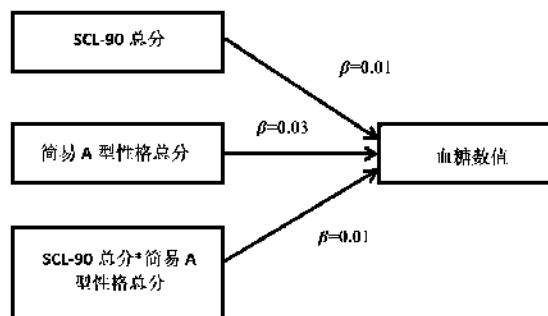 SCL-90 总分
β=0.01
简易 A 型性格总分
β=0.03
血糖数值
SCL-90 总分*简易 A
型性格总分
β=0.01